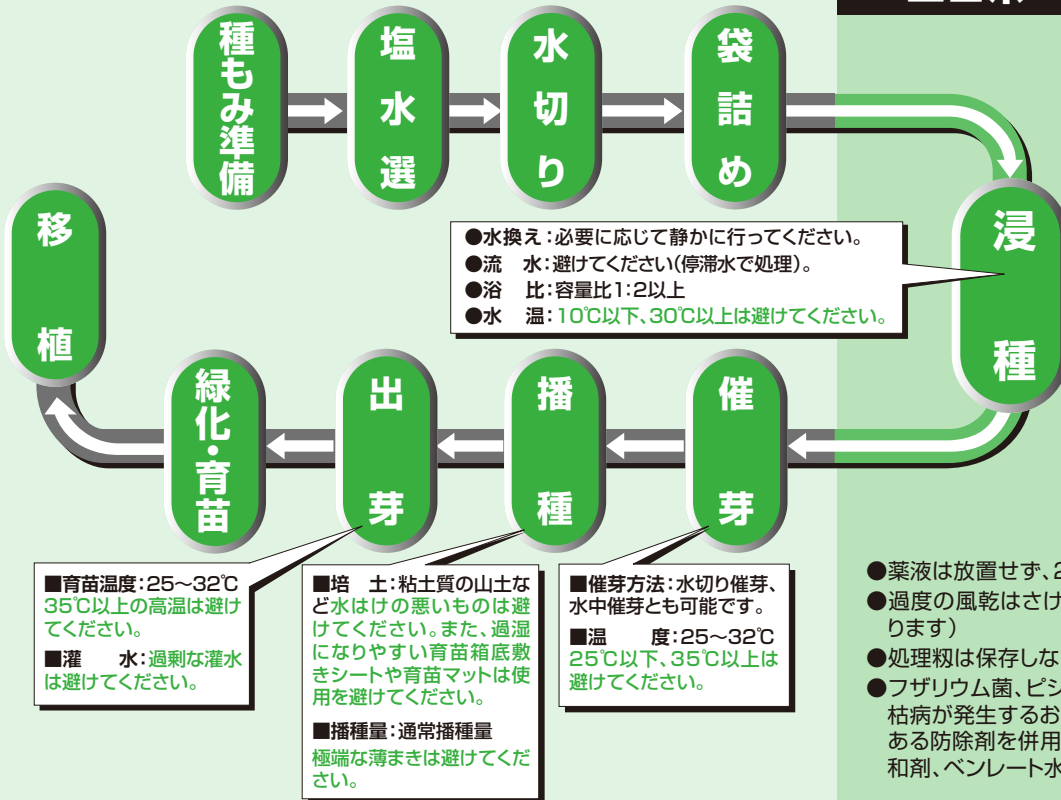 種もみ準備
塩水選
水切り
袋詰め
浸種
●水換え：必要に応じて静かに行ってください。
●流　水：避けてください（停滞水で処理）。
●浴　比：容量比1：2以上
●水　温：10℃以下、30℃以上は避けてください。
催芽
播種
出芽
緑化・育苗
移植
■育苗温度：25〜32℃
35℃以上の高温は避け
てください。
■灌　水：過剰な灌水
は避けてください。
■培　土：粘土質の山土な
ど水はけの悪いものは避
けてください。また、過湿
になりやすい育苗箱底敷
きシートや育苗マットは使
用を避けてください。
■播種量：通常播種量
極端な薄まきは避けてくだ
さい。
■催芽方法：水切り催芽、
水中催芽とも可能です。
■温　度：25〜32℃
25℃以下、35℃以上は
避けてください。
●薬液は放置せず、2
●過度の風乾はさけ
ります）
●処理籾は保存しな
●フザリウム菌、ピシ
枯病が発生するお
ある防除剤を併用
和剤、ベンレート水